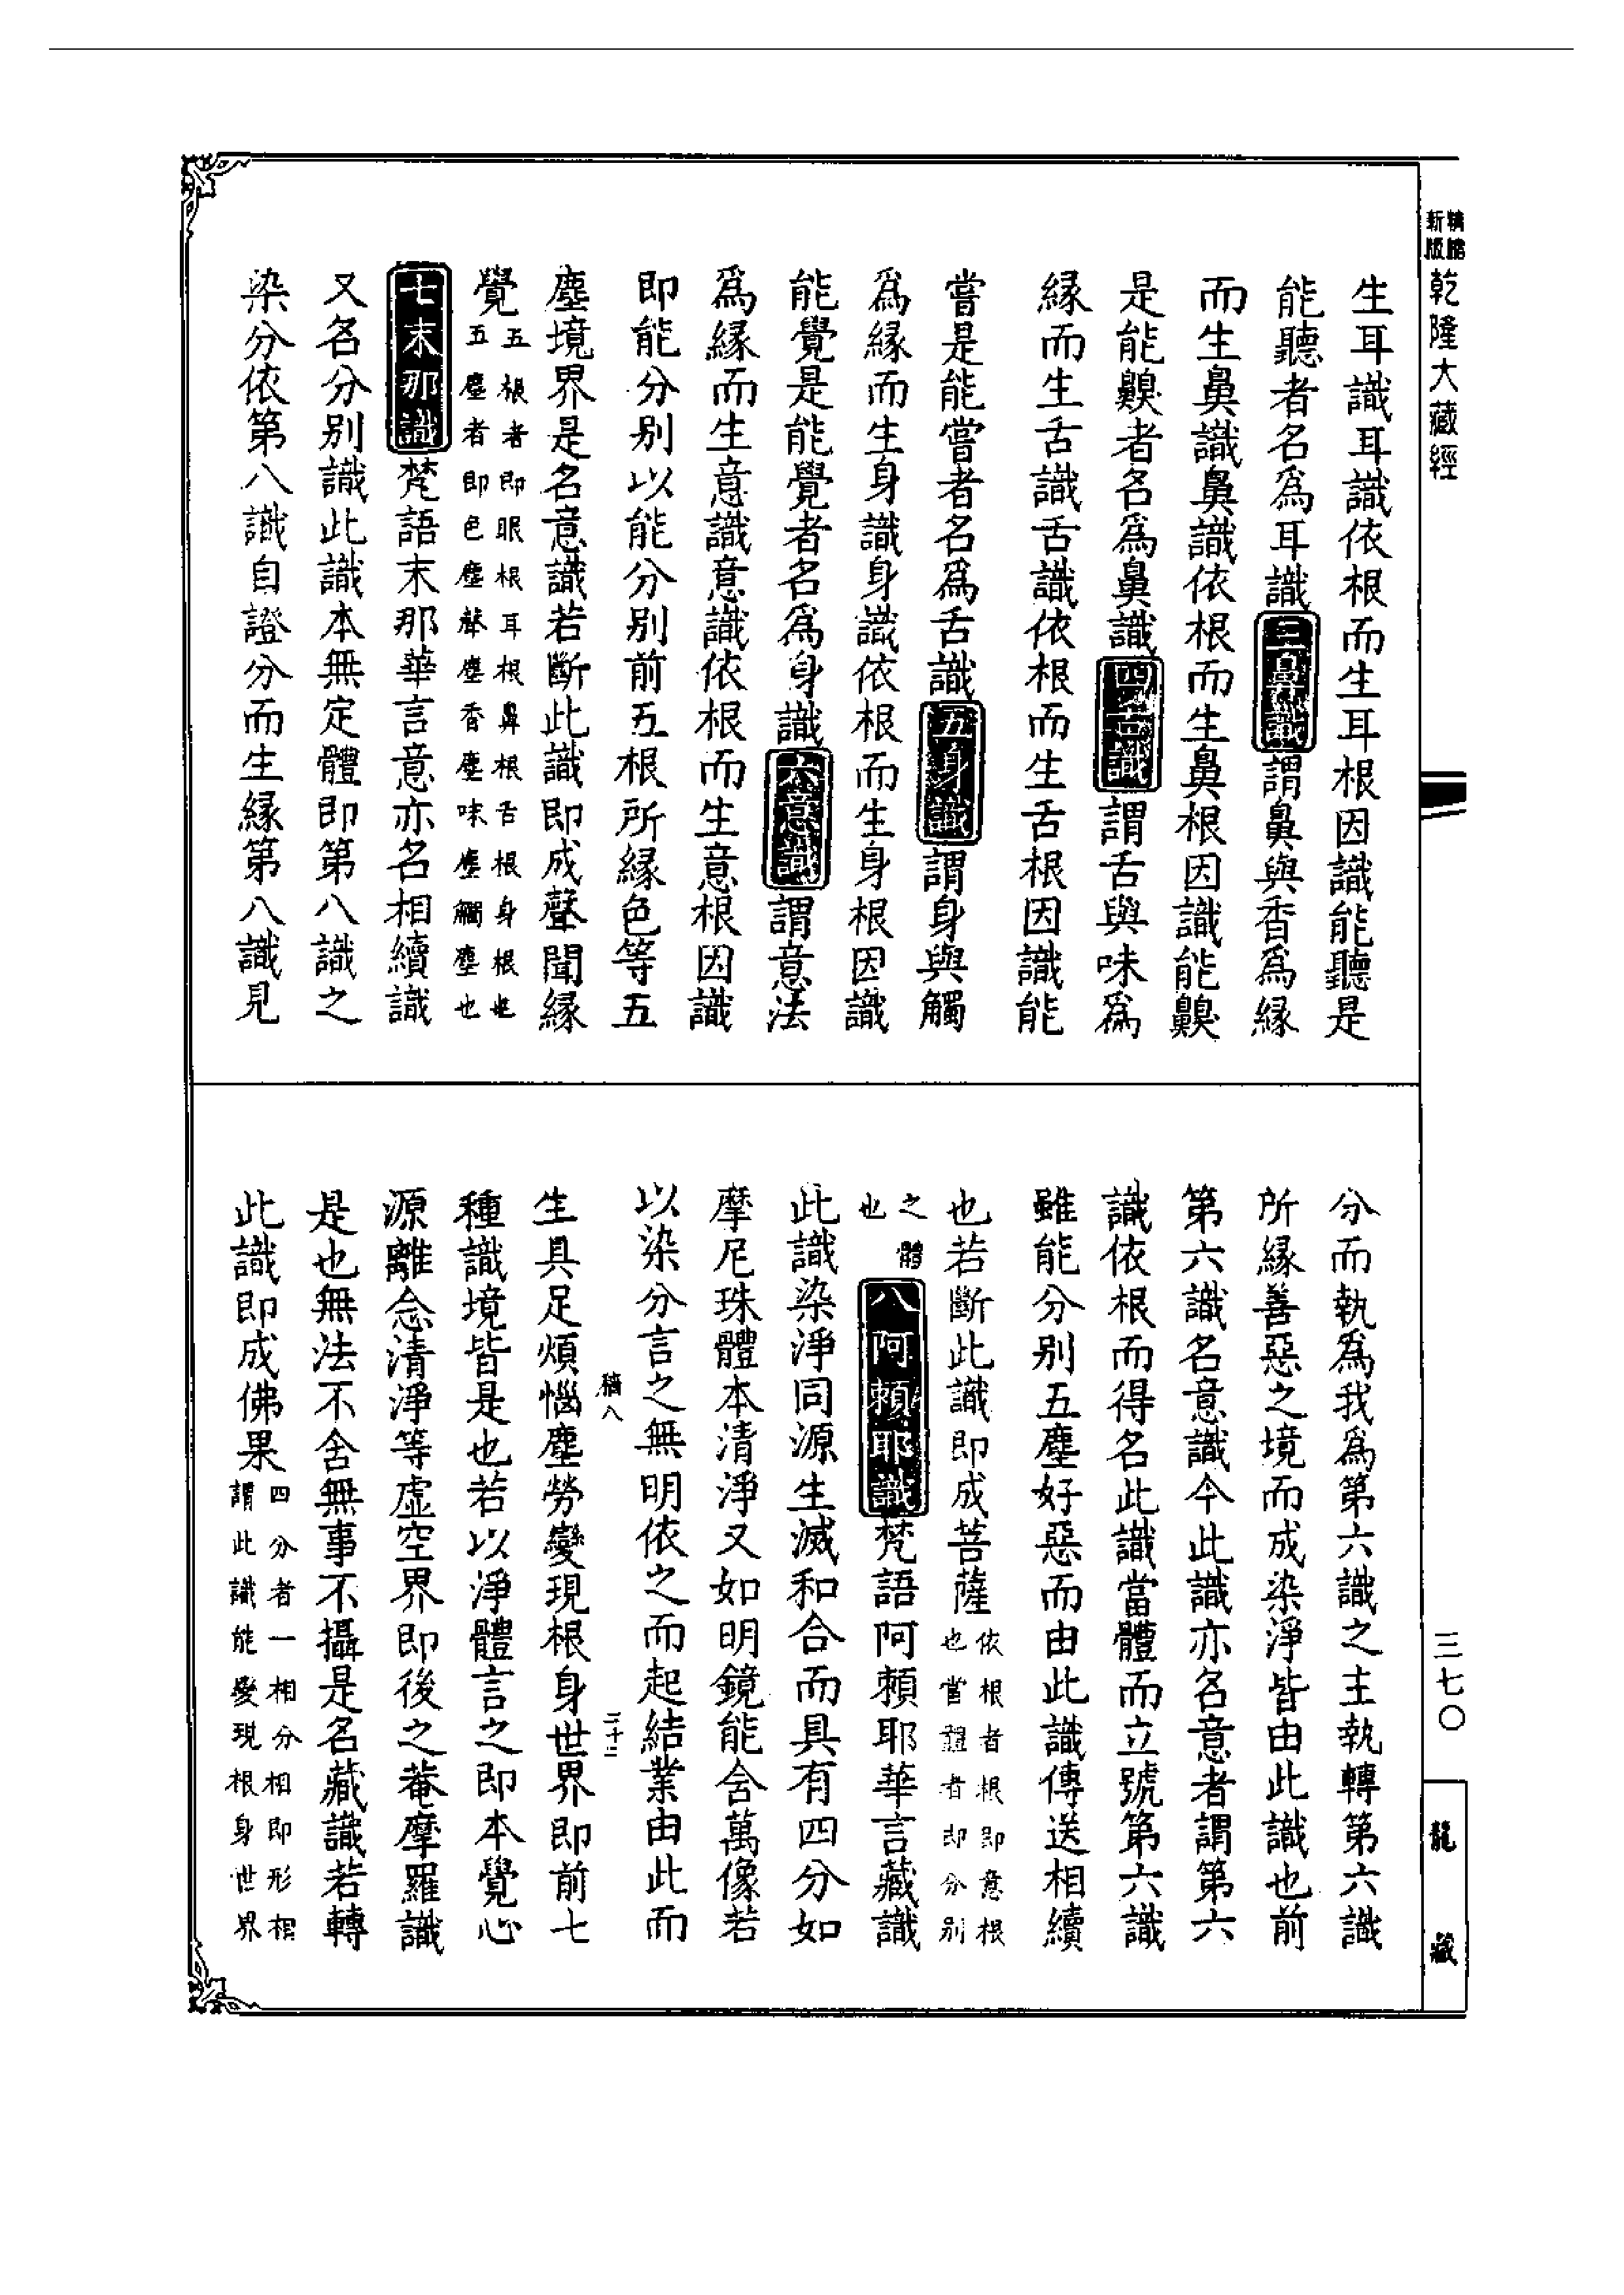 新版
精縮
乾隆大藏經
生耳識耳識依根而生耳根因識能聽是
能聽者名爲耳識三鼻識謂鼻與香爲緣
而生鼻識鼻識依根而生鼻根因識能齅
是能齅者名爲鼻識四舌識謂舌與味爲
緣而生舌識舌識依根而生舌根因識能
嘗是能嘗者名爲舌識五身識謂身與觸
爲緣而生身識身識依根而生身根因識
能覺是能覺者名爲身識六意識謂意法
爲緣而生意識意識依根而生意根因識
即能分别以能分别前五根所緣色等五
塵境界是名意識若斷此識即成聲聞緣
覺五根者即眼根耳根鼻根舌根身根也
五塵者即色塵聲塵香塵味塵觸塵也
七末那識梵語末那華言意亦名相續識
又名分别識此識本無定體即第八識之
染分依第八識自證分而生緣第八識見
分而執爲我爲第六識之主執轉第六識
所緣善惡之境而成染淨皆由此識也前
第六識名意識今此識亦名意者謂第六
識依根而得名此識當體而立號第六識
雖能分别五塵好惡而由此識傳送相續
也若斷此識即成菩薩依根者根即意根
也當體者即分别
之體
也
八阿賴耶識梵語阿賴耶華言藏識
此識染淨同源生滅和合而具有四分如
摩尼珠體本清淨又如明鏡能含萬像若
以染分言之無明依之而起結業由此而
稿八
二十二
生具足煩惱塵勞變現根身世界即前七
種識境皆是也若以淨體言之即本覺心
源離念清淨等虛空界即後之菴摩羅識
是也無法不含無事不攝是名藏識若轉
此識即成佛果四分者一相分相即形相
謂此識能變現根身世界
三七〇
龍藏